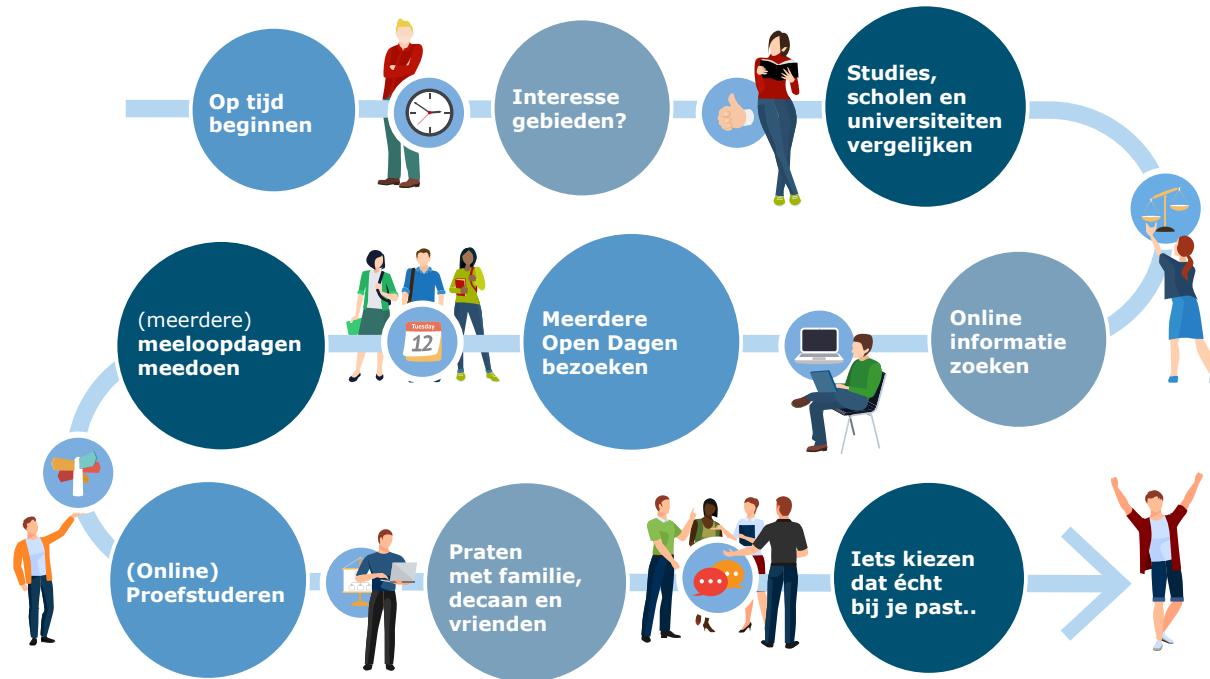 Op tijd
beginnen
Interesse
gebieden?
Studies,
scholen en
universiteiten
vergelijken
Online
informatie
zoeken
Meerdere
Open Dagen
bezoeken
Tuesday
12
(meerdere)
meeloopdagen
meedoen
(Online)
Proefstuderen
Praten
met familie,
decaan en
vrienden
Iets kiezen
dat écht
bij je past..